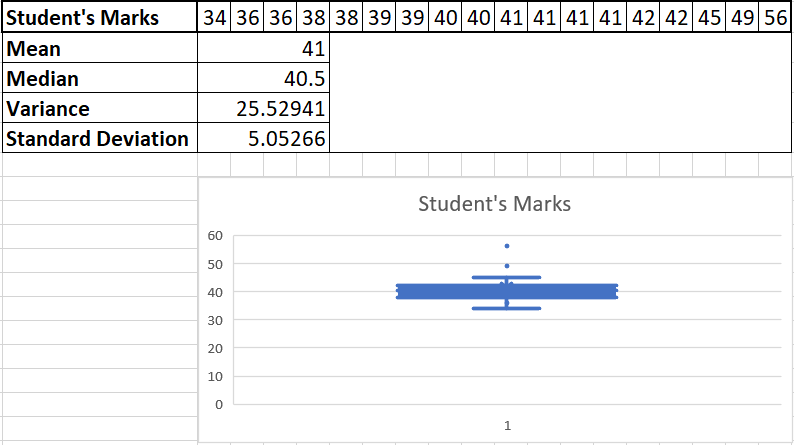 Student's Marks 34 36 36 38 38 39 39 40 40 41 41 41 41 42 42 45 49 56
Mean 41
Median 40.5
Variance 25.52941
Standard Deviation 5.05266
Student's Marks
60
50
40
30
20
10
0
1